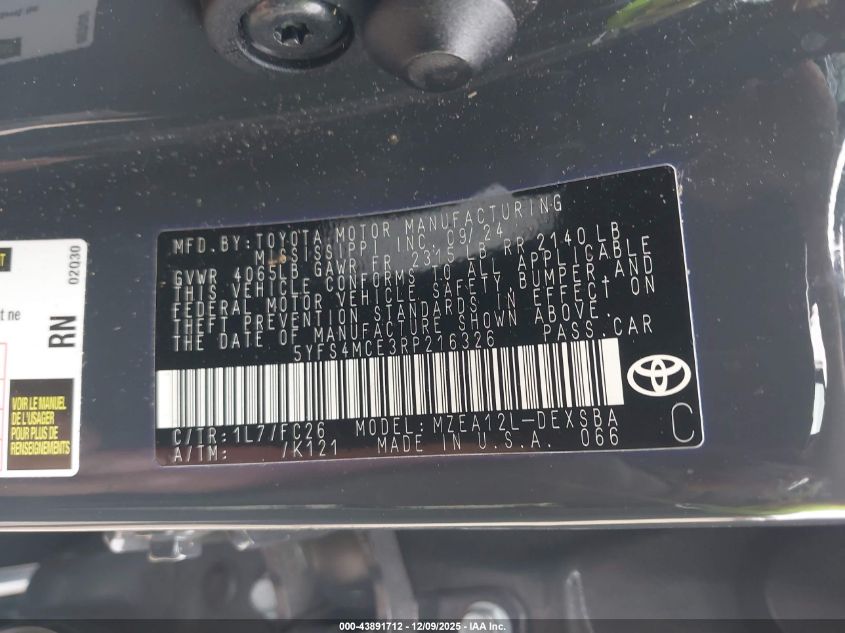 MFD. BY: TOYOTA MOTOR MANUFACTURING
MISSISSIPPI INC. 09/24
GVWR 4065LB GAWR FR 2315LB RR 2140LB
THIS VEHICLE CONFORMS TO ALL APPLICABLE
FEDERAL MOTOR VEHICLE SAFETY, BUMPER AND
THEFT PREVENTION STANDARDS IN EFFECT ON
THE DATE OF MANUFACTURE SHOWN ABOVE.
5YFS4MCE3RP216326 PASS.CAR
C/TR:1L7/FC26 MODEL:MZEA12L-DEXSBA
A/TM: /K121 MADE IN U.S.A. 066
C
02030
RN
t ne
VOIR LE MANUEL
DE L'USAGER
POUR PLUS DE
RENSEIGNEMENTS
000-43891712 - 12/09/2025 - IAA Inc.